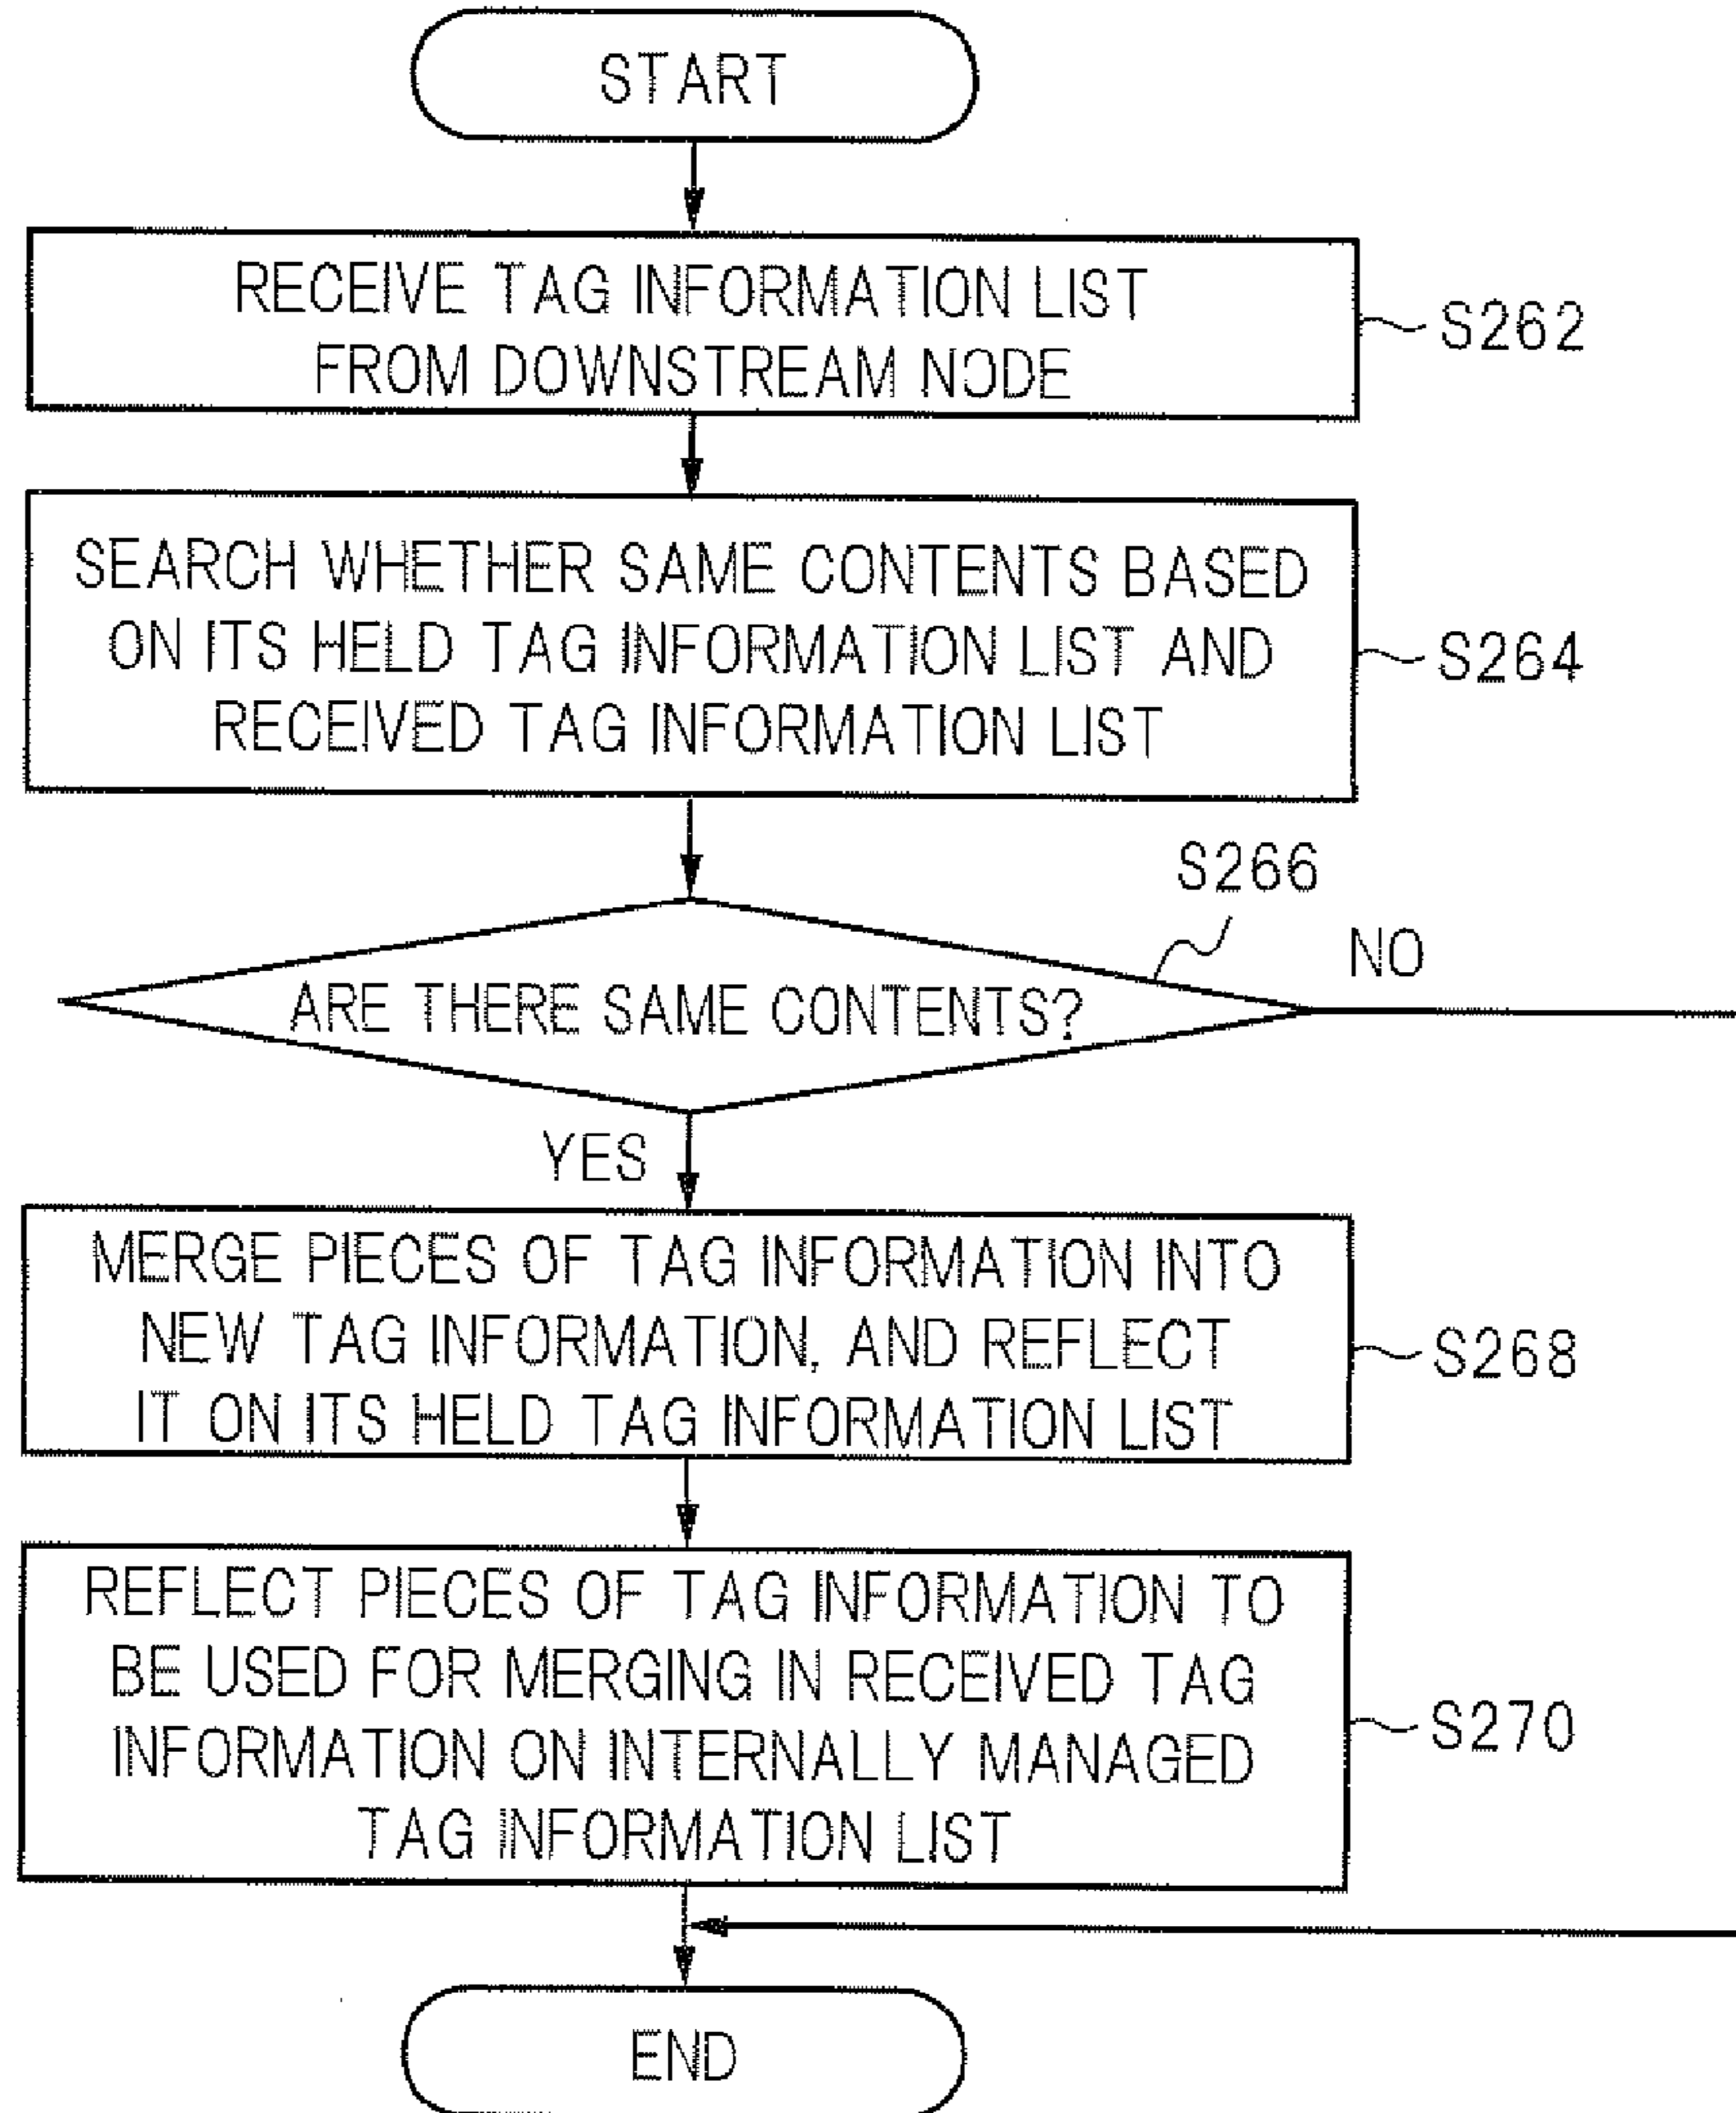 START
RECEIVE TAG INFORMATION LIST
FROM DOWNSTREAM NODE
S262
SEARCH WHETHER SAME CONTENTS BASED
ON ITS HELD TAG INFORMATION LIST AND
RECEIVED TAG INFORMATION LIST
S264
S266
NO
ARE THERE SAME CONTENTS?
YES
MERGE PIECES OF TAG INFORMATION INTO
NEW TAG INFORMATION, AND REFLECT
IT ON ITS HELD TAG INFORMATION LIST
S268
REFLECT PIECES OF TAG INFORMATION TO
BE USED FOR MERGING IN RECEIVED TAG
INFORMATION ON INTERNALLY MANAGED
TAG INFORMATION LIST
S270
END